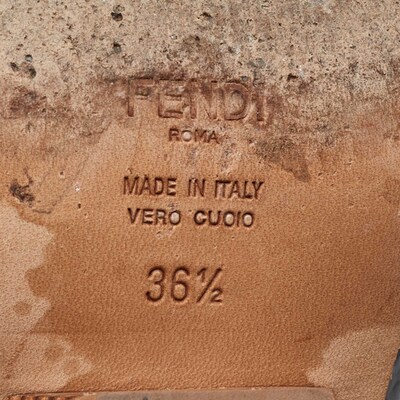 FENDI
ROMA
MADE IN ITALY
VERO CUOIO
36½